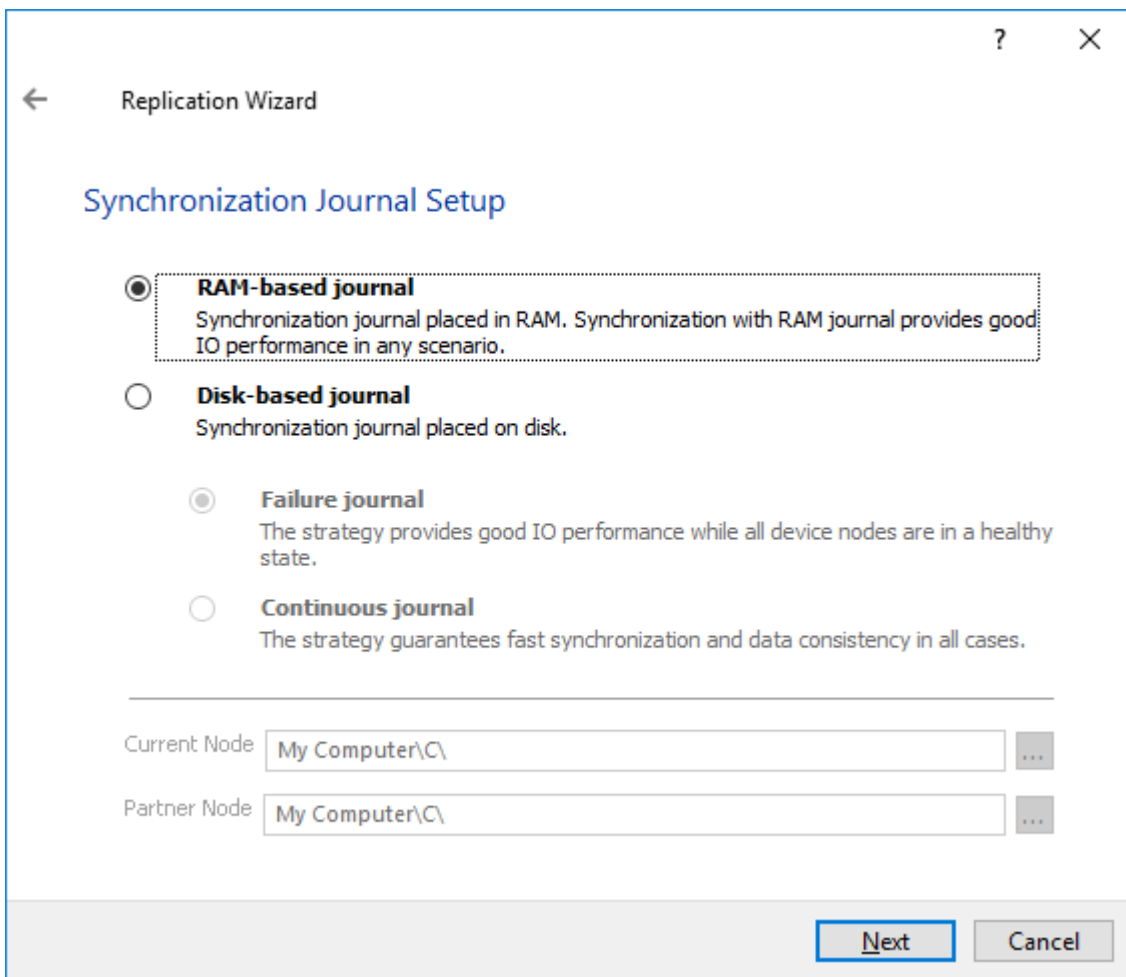 ?
Replication Wizard
Synchronization Journal Setup
RAM-based journal
Synchronization journal placed in RAM. Synchronization with RAM journal provides good
IO performance in any scenario.
Disk-based journal
Synchronization journal placed on disk.
Failure journal
The strategy provides good IO performance while all device nodes are in a healthy
state.
Continuous journal
The strategy guarantees fast synchronization and data consistency in all cases.
Current Node My Computer\C\ ...
Partner Node My Computer\C\ ...
Next Cancel